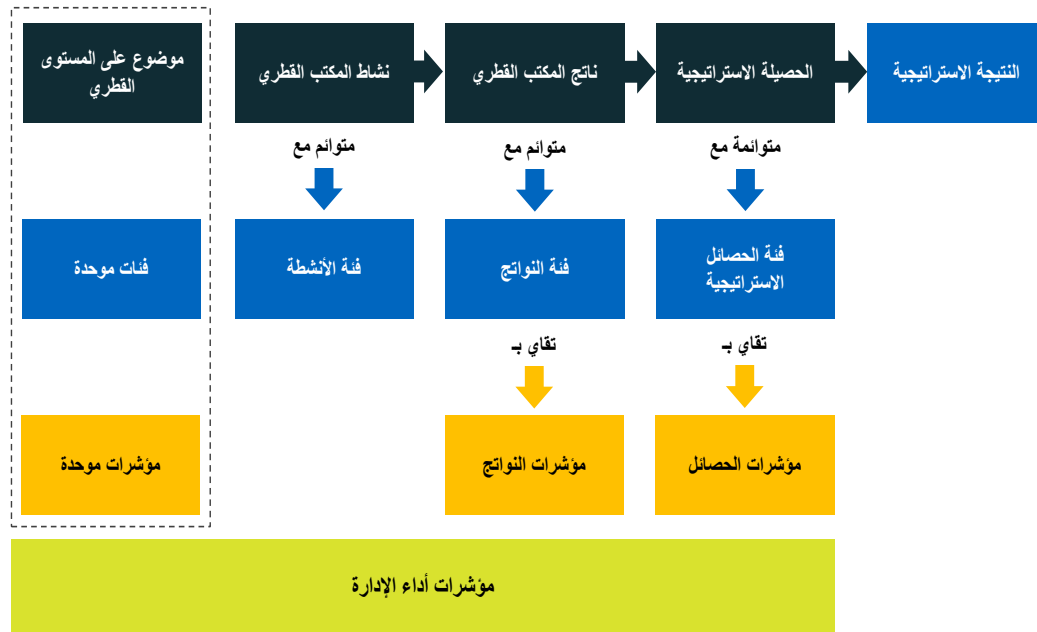 النتيجة الاستراتيجية
الحصيلة الاستراتيجية
ناتج المكتب القطري
نشاط المكتب القطري
موضوع على المستوى
القطري
متوائمة مع
متوائم مع
متوائم مع
فئة الحصائل
الاستراتيجية
فئة النواتج
فئة الأنشطة
فئات موحدة
تقاي بـ
تقاي بـ
مؤشرات الحصائل
مؤشرات النواتج
مؤشرات موحدة
مؤشرات أداء الإدارة